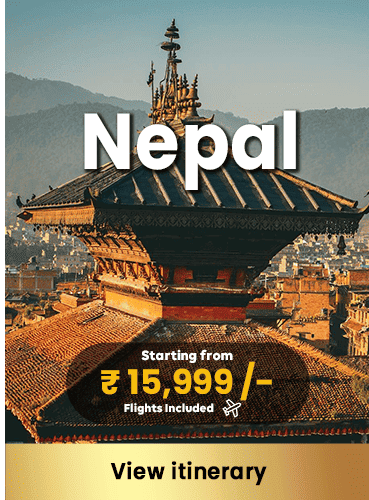 Nepal
Starting from
₹ 15,999/-
Flights Included
View itinerary